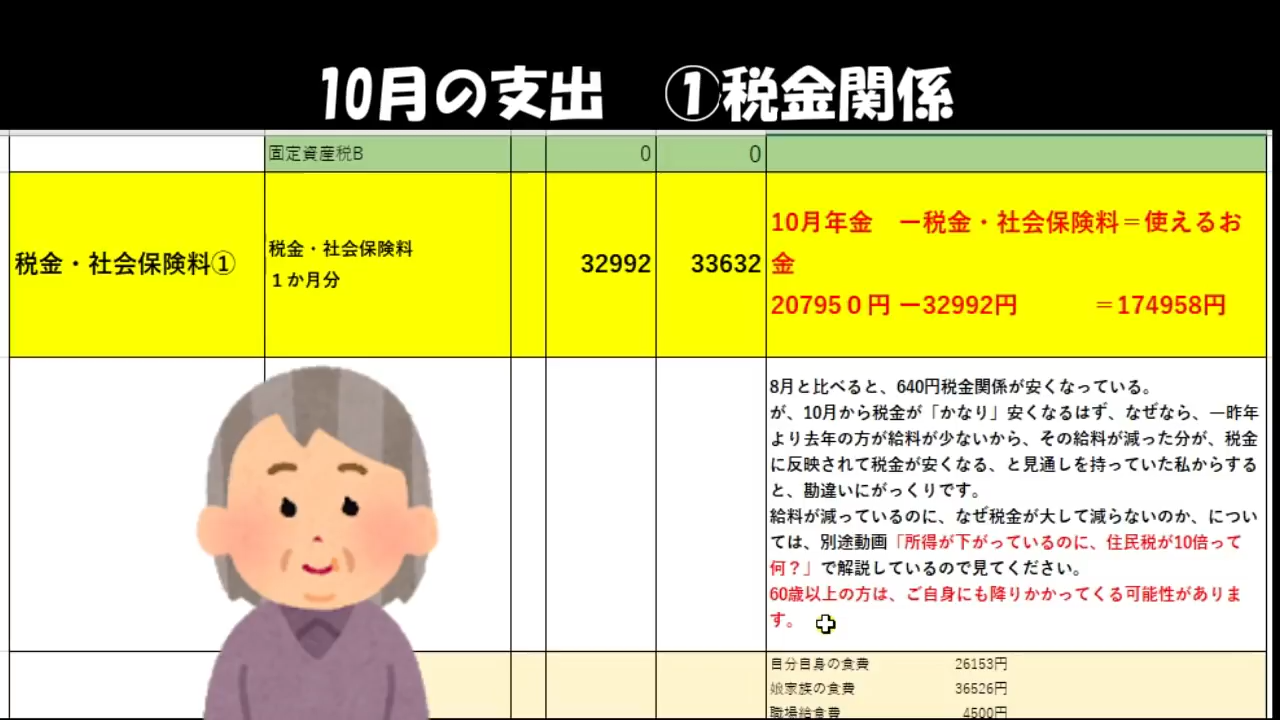 10月の支出　①税金関係
固定資産税B 0 0
税金・社会保険料①
税金・社会保険料
１か月分
32992 33632
10月年金　ー税金・社会保険料＝使えるお
金
20795０円 ー32992円　　　＝174958円
8月と比べると、640円税金関係が安くなっている。
が、10月から税金が「かなり」安くなるはず、なぜなら、一昨年
より去年の方が給料が少ないから、その給料が減った分が、税金
に反映されて税金が安くなる、と見通しを持っていた私からする
と、勘違いにがっくりです。
給料が減っているのに、なぜ税金が大して減らないのか、につい
ては、別途動画「所得が下がっているのに、住民税が10倍って
何？」で解説しているので見てください。
60歳以上の方は、ご自身にも降りかかってくる可能性がありま
す。
自分自身の食費 26153円
娘家族の食費 36526円
職場給食費 4500円